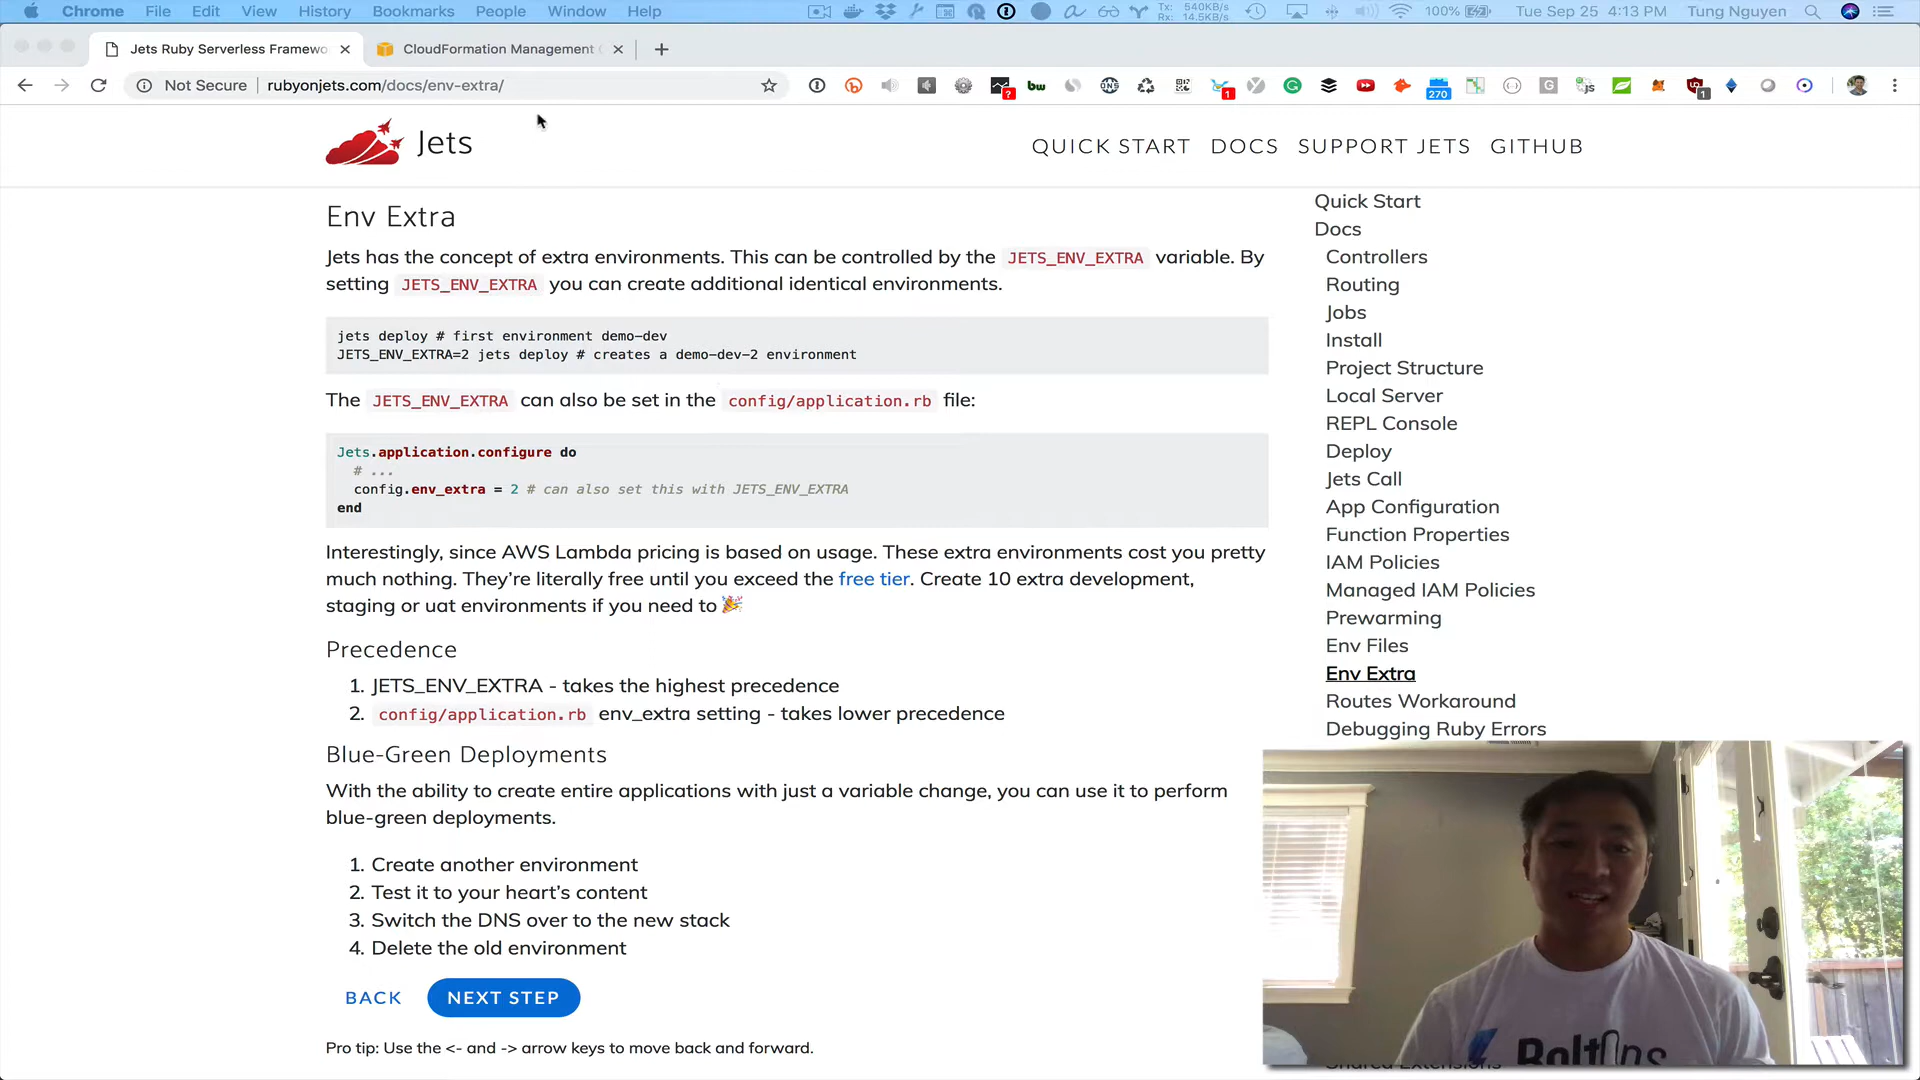 Chrome File Edit View History Bookmarks People Window Help
Tx: 540KB/s
Rx: 14.5KB/s
100% Tue Sep 25 4:13 PM Tung Nguyen
Jets Ruby Serverless Framewo
CloudFormation Management
Not Secure rubyonjets.com/docs/env-extra/
Jets
QUICK START DOCS SUPPORT JETS GITHUB
Env Extra
Jets has the concept of extra environments. This can be controlled by the JETS_ENV_EXTRA variable. By
setting JETS_ENV_EXTRA you can create additional identical environments.
jets deploy # first environment demo-dev
JETS_ENV_EXTRA=2 jets deploy # creates a demo-dev-2 environment
The JETS_ENV_EXTRA can also be set in the config/application.rb file:
Jets.application.configure do
# ...
config.env_extra = 2 # can also set this with JETS_ENV_EXTRA
end
Interestingly, since AWS Lambda pricing is based on usage. These extra environments cost you pretty
much nothing. They're literally free until you exceed the free tier. Create 10 extra development,
staging or uat environments if you need to 🎉
Precedence
1. JETS_ENV_EXTRA - takes the highest precedence
2. config/application.rb env_extra setting - takes lower precedence
Blue-Green Deployments
With the ability to create entire applications with just a variable change, you can use it to perform
blue-green deployments.
1. Create another environment
2. Test it to your heart's content
3. Switch the DNS over to the new stack
4. Delete the old environment
BACK NEXT STEP
Pro tip: Use the <- and -> arrow keys to move back and forward.
Quick Start
Docs
Controllers
Routing
Jobs
Install
Project Structure
Local Server
REPL Console
Deploy
Jets Call
App Configuration
Function Properties
IAM Policies
Managed IAM Policies
Prewarming
Env Files
Env Extra
Routes Workaround
Debugging Ruby Errors
Shared Extensions
BoltOps